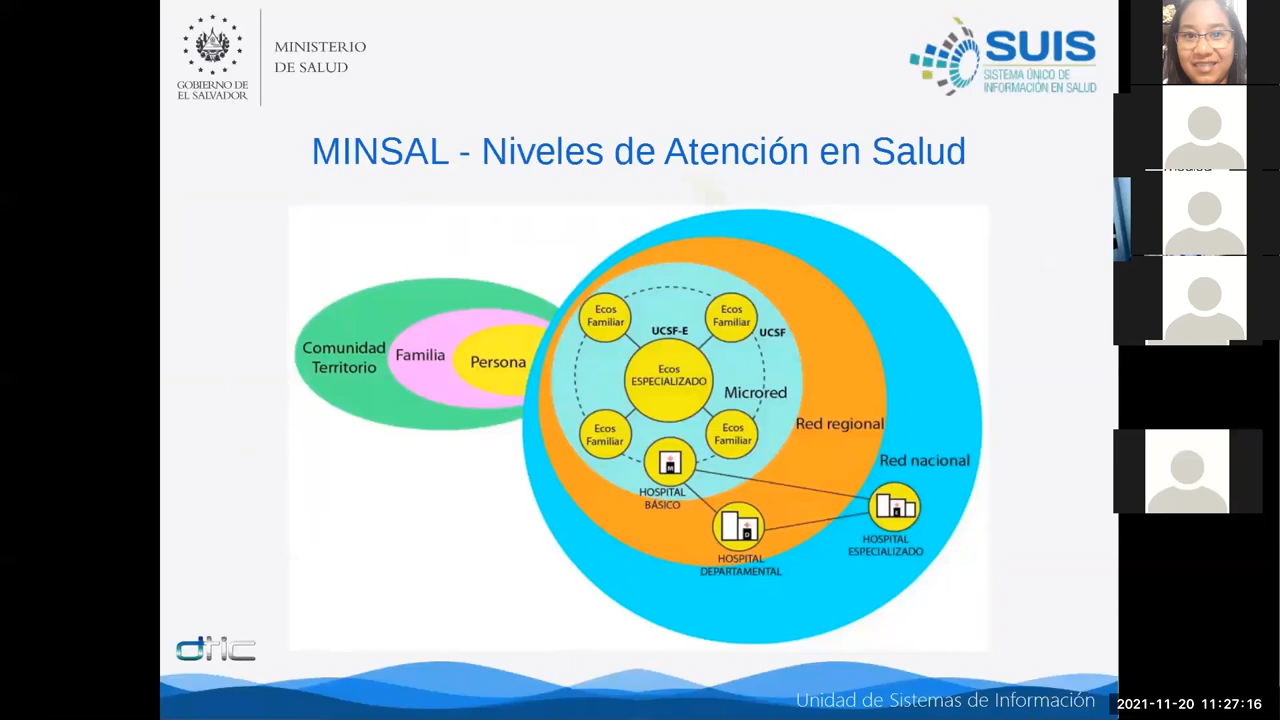 MINISTERIO
DE SALUD
GOBIERNO DE
EL SALVADOR
SUIS
SISTEMA ÚNICO DE
INFORMACIÓN EN SALUD
MINSAL - Niveles de Atención en Salud
Comunidad
Territorio
Familia
Persona
Ecos
Familiar
Ecos
Familiar
UCSF-E
UCSF
Ecos
ESPECIALIZADO
Microred
Ecos
Familiar
Ecos
Familiar
Red regional
Red nacional
M
HOSPITAL
BÁSICO
D
HOSPITAL
DEPARTAMENTAL
HOSPITAL
ESPECIALIZADO
dtic
Unidad de Sistemas de Información
2021-11-20 11:27:16